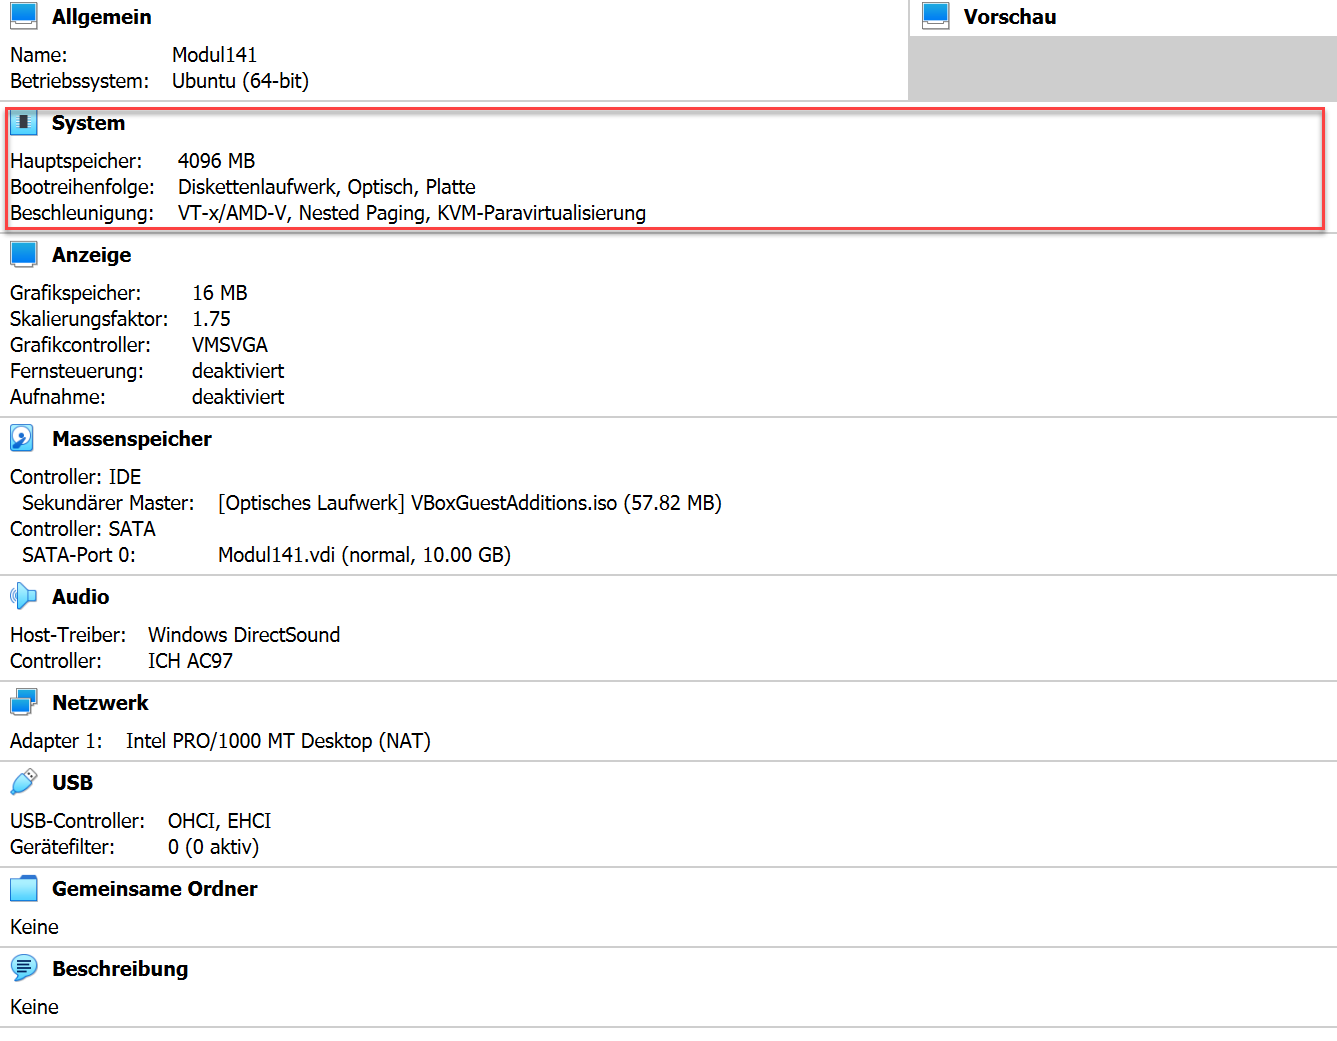 Allgemein
Name: Modul141
Betriebssystem: Ubuntu (64-bit)
Vorschau
System
Hauptspeicher: 4096 MB
Bootreihenfolge: Diskettenlaufwerk, Optisch, Platte
Beschleunigung: VT-x/AMD-V, Nested Paging, KVM-Paravirtualisierung
Anzeige
Grafikspeicher: 16 MB
Skalierungsfaktor: 1.75
Grafikcontroller: VMSVGA
Fernsteuerung: deaktiviert
Aufnahme: deaktiviert
Massenspeicher
Controller: IDE
Sekundärer Master: [Optisches Laufwerk] VBoxGuestAdditions.iso (57.82 MB)
Controller: SATA
SATA-Port 0: Modul141.vdi (normal, 10.00 GB)
Audio
Host-Treiber: Windows DirectSound
Controller: ICH AC97
Netzwerk
Adapter 1: Intel PRO/1000 MT Desktop (NAT)
USB
USB-Controller: OHCI, EHCI
Gerätefilter: 0 (0 aktiv)
Gemeinsame Ordner
Keine
Beschreibung
Keine